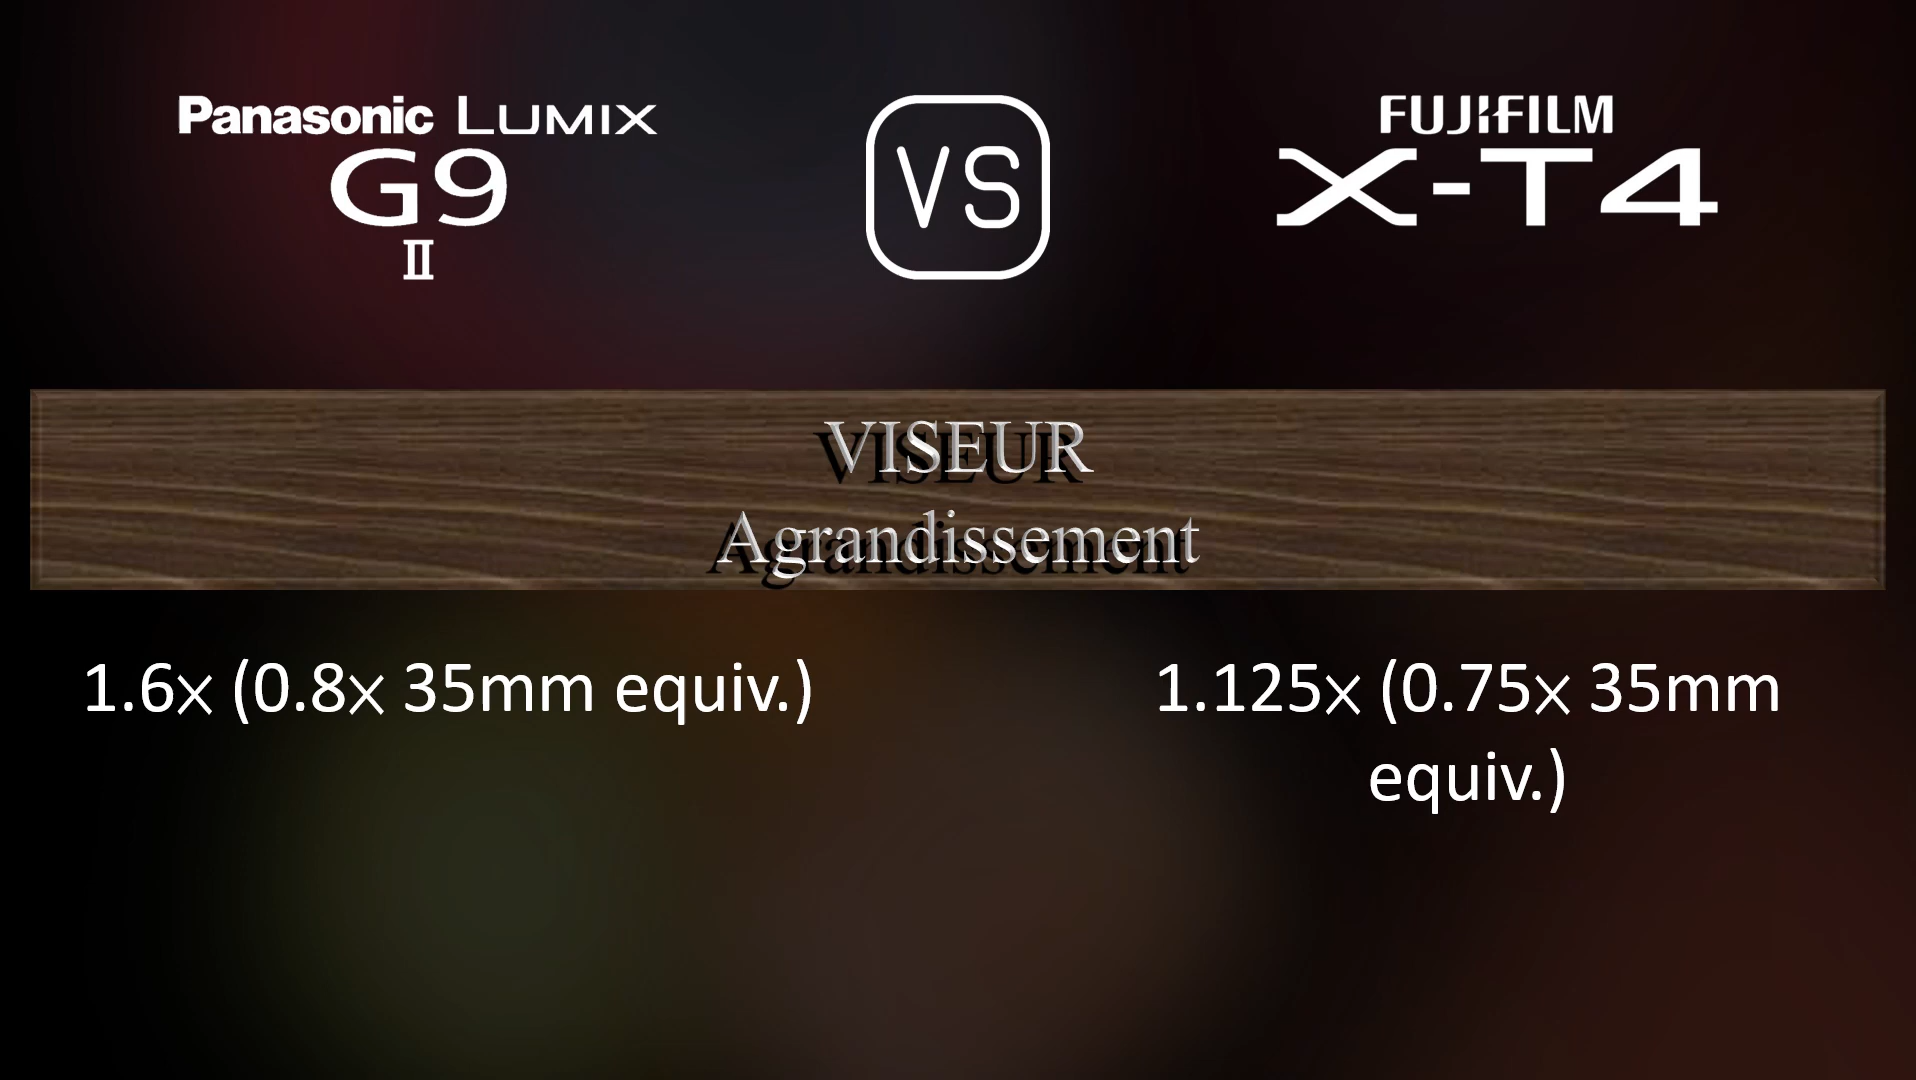 Panasonic LUMIX
G9
II
VS
FUJIFILM
X-T4
VISEUR
Agrandissement
1.6x (0.8x 35mm equiv.)
1.125x (0.75x 35mm
equiv.)